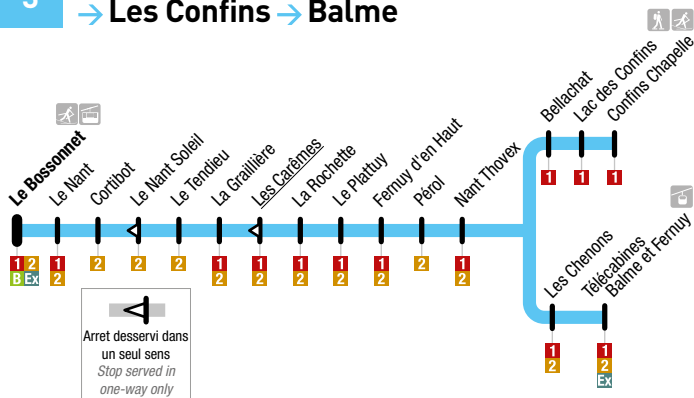 → Les Confins → Balme
Le Bossonnet
Le Nant
Cortibot
Le Nant Soleil
Le Tendieu
La Graillière
Les Carêmes
La Rochette
Le Plattuy
Fernuy d'en Haut
Pérol
Nant Thovex
Bellachat
Lac des Confins
Confins Chapelle
Les Chenons
Télécabines
Balme et Fernuy
1 2
B Ex
1
2
2
2
2
1
2
1
2
1
2
1
2
1
2
2
1
2
1
1
1
1
2
1
2
Ex
Arret desservi dans
un seul sens
Stop served in
one-way only